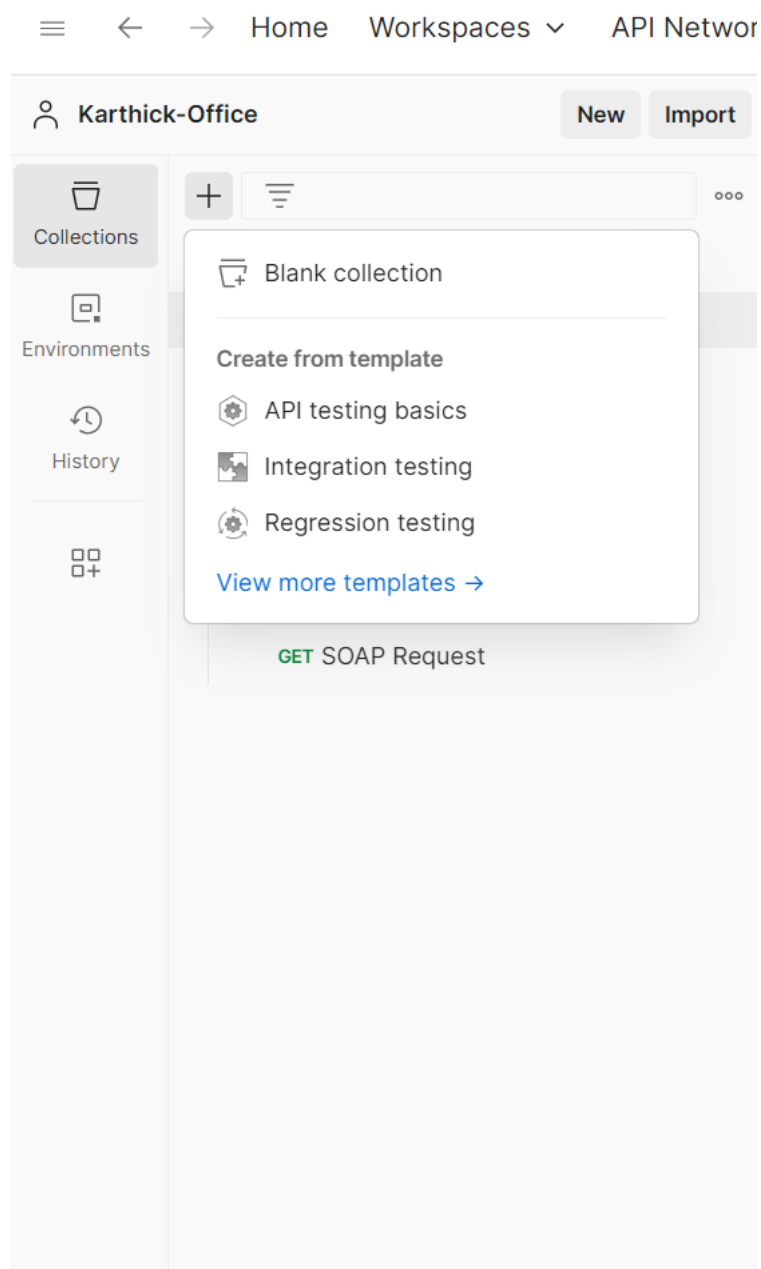 Home Workspaces API Networ
Karthick-Office New Import
Collections
Blank collection
Environments
Create from template
API testing basics
Integration testing
History
Regression testing
View more templates →
GET SOAP Request